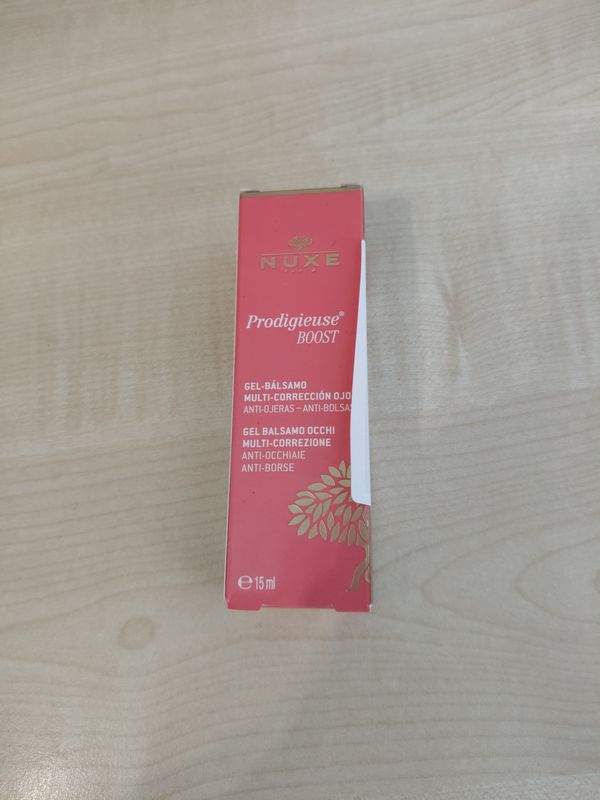 NUXE
Prodigieuse®
BOOST
GEL-BÁLSAMO
MULTI-CORRECCIÓN OJO
ANTI-OJERAS – ANTI-BOLSAS
GEL BALSAMO OCCHI
MULTI-CORREZIONE
ANTI-OCCHIAIE
ANTI-BORSE
℮ 15 ml